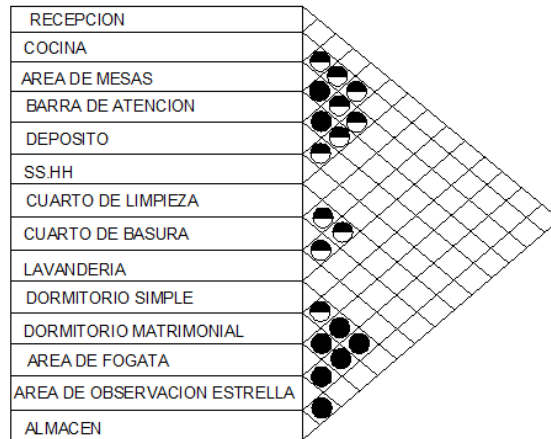 RECEPCION
COCINA
AREA DE MESAS
BARRA DE ATENCION
DEPOSITO
SS.HH
CUARTO DE LIMPIEZA
CUARTO DE BASURA
LAVANDERIA
DORMITORIO SIMPLE
DORMITORIO MATRIMONIAL
AREA DE FOGATA
AREA DE OBSERVACION ESTRELLA
ALMACEN